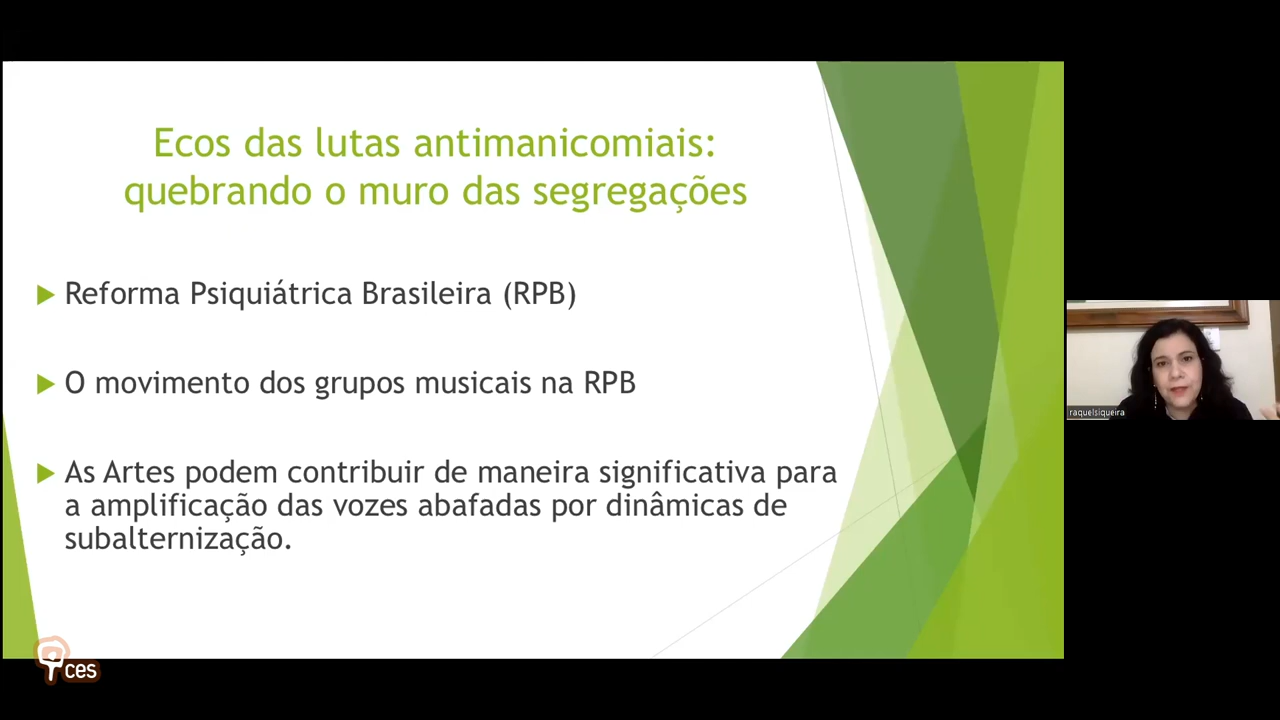 Ecos das lutas antimanicomiais:
quebrando o muro das segregações
Reforma Psiquiátrica Brasileira (RPB)
O movimento dos grupos musicais na RPB
As Artes podem contribuir de maneira significativa para
a amplificação das vozes abafadas por dinâmicas de
subalternização.
raquelsiqueira
ces